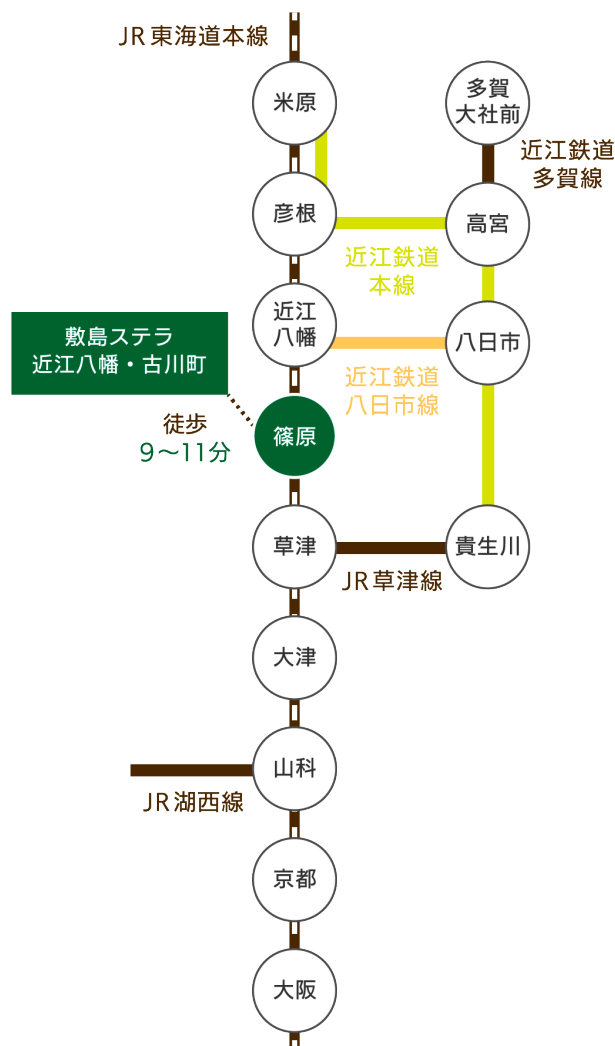 JR東海道本線
米原
多賀
大社前
近江鉄道
多賀線
彦根
高宮
近江鉄道
本線
近江
八幡
八日市
敷島ステラ
近江八幡・古川町
近江鉄道
八日市線
徒歩
9〜11分
篠原
草津
貴生川
JR草津線
大津
山科
JR湖西線
京都
大阪